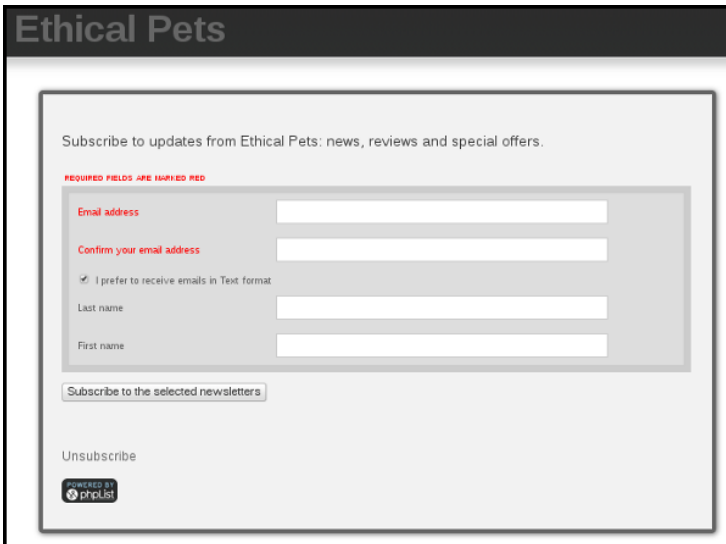 Ethical Pets
Subscribe to updates from Ethical Pets: news, reviews and special offers.
REQUIRED FIELDS ARE MARKED RED
Email address
Confirm your email address
I prefer to receive emails in Text format
Last name
First name
Subscribe to the selected newsletters
Unsubscribe
POWERED BY
phpList